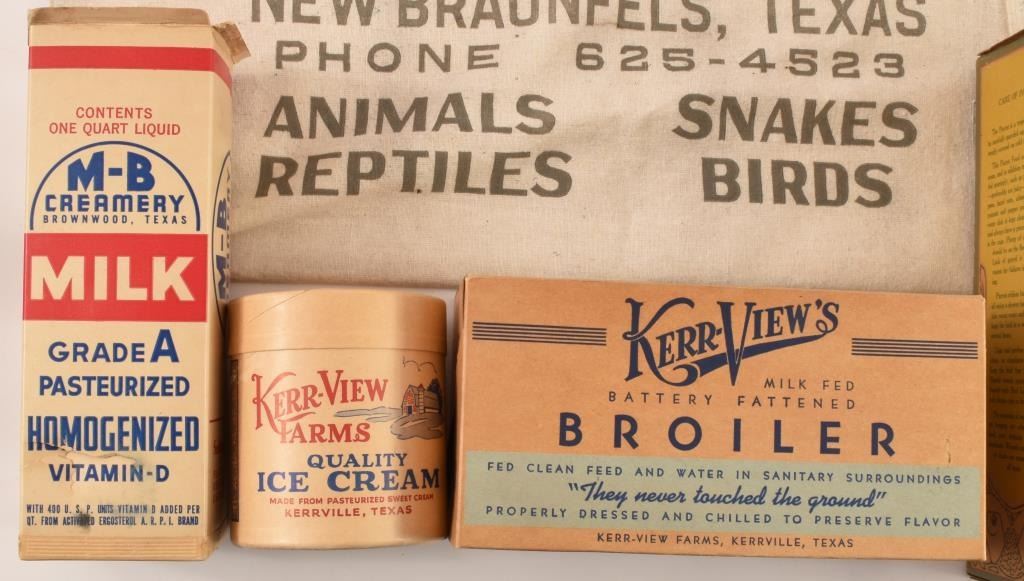 NEW BRAUNFELS, TEXAS
PHONE 625-4523
ANIMALS SNAKES
REPTILES BIRDS
CONTENTS
ONE QUART LIQUID
M-B
CREAMERY
BROWNWOOD, TEXAS
MILK
GRADE A
PASTEURIZED
HOMOGENIZED
VITAMIN-D
WITH 400 U. S. P. UNITS VITAMIN D ADDED PER
QT. FROM ACTIVATED ERGOSTEROL A. R. P. I. BRAND
M-B
KERR-VIEW
FARMS
QUALITY
ICE CREAM
MADE FROM PASTEURIZED SWEET CREAM
KERRVILLE, TEXAS
KERR-VIEW'S
MILK FED
BATTERY FATTENED
BROILER
FED CLEAN FEED AND WATER IN SANITARY SURROUNDINGS
"They never touched the ground"
PROPERLY DRESSED AND CHILLED TO PRESERVE FLAVOR
KERR-VIEW FARMS, KERRVILLE, TEXAS
CARE OF